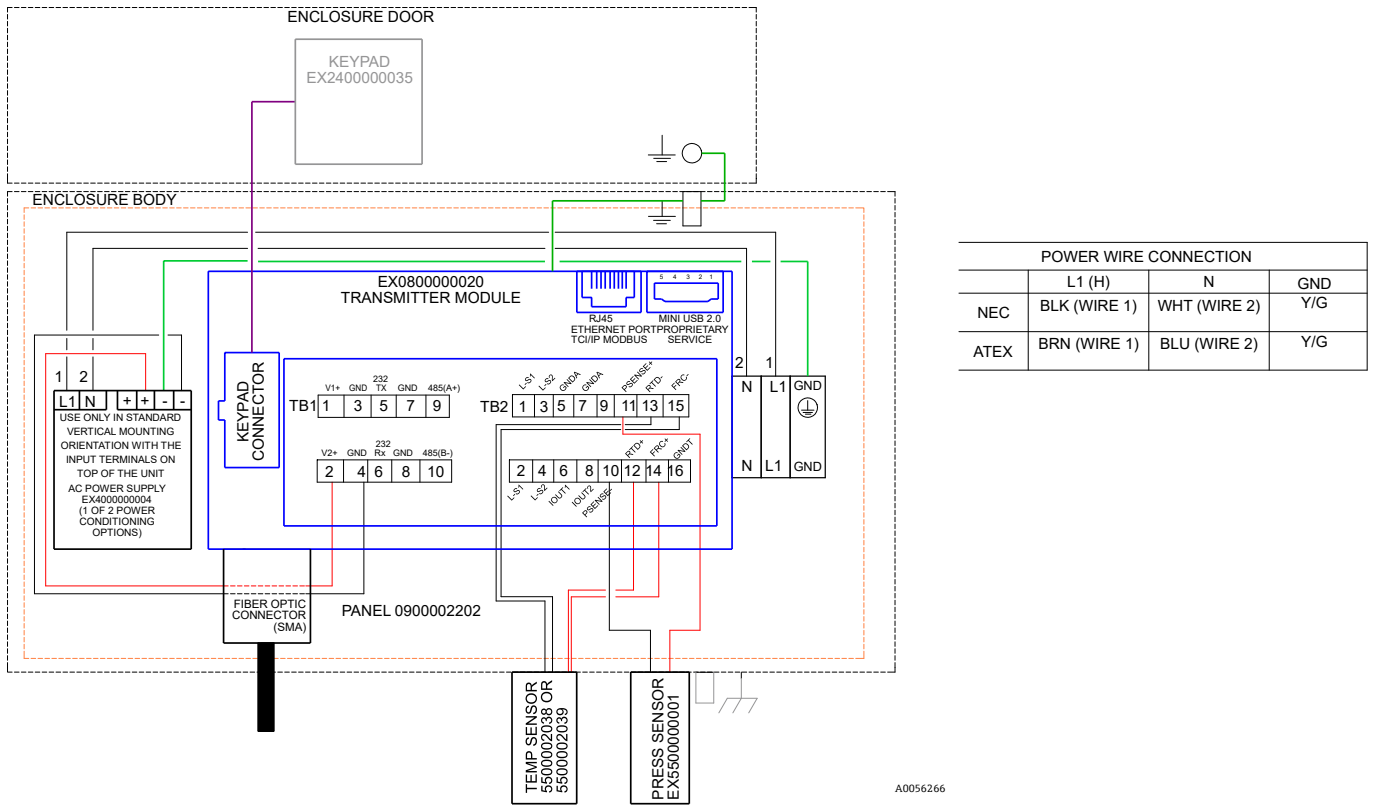 ENCLOSURE DOOR
KEYPAD
EX2400000035
ENCLOSURE BODY
EX0800000020
TRANSMITTER MODULE
5 4 3 2 1
RJ45
ETHERNET PORT
TCI/IP MODBUS
MINI USB 2.0
PROPRIETARY
SERVICE
KEYPAD
CONNECTOR
1 2
L1 N + + - -
USE ONLY IN STANDARD
VERTICAL MOUNTING
ORIENTATION WITH THE
INPUT TERMINALS ON
TOP OF THE UNIT
AC POWER SUPPLY
EX4000000004
(1 OF 2 POWER
CONDITIONING
OPTIONS)
V1+ GND 232 TX GND 485(A+)
TB1 1 3 5 7 9
V2+ GND 232 Rx GND 485(B-)
2 4 6 8 10
L-S1 L-S2 GNDA GNDA PSENSE+ RTD- FRC-
TB2 1 3 5 7 9 11 13 15
RTD+ FRC+ GNDT
2 4 6 8 10 12 14 16
L-S1 L-S2 IOUT1 IOUT2 PSENSE-
2 1
N L1 GND
N L1 GND
FIBER OPTIC
CONNECTOR
(SMA)
PANEL 0900002202
TEMP SENSOR
5500002038 OR
5500002039
PRESS SENSOR
EX5500000001
POWER WIRE CONNECTION
L1 (H) N GND
NEC BLK (WIRE 1) WHT (WIRE 2) Y/G
ATEX BRN (WIRE 1) BLU (WIRE 2) Y/G
A0056266